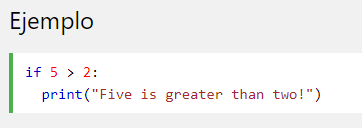 Ejemplo
if 5 > 2:
  print("Five is greater than two!")